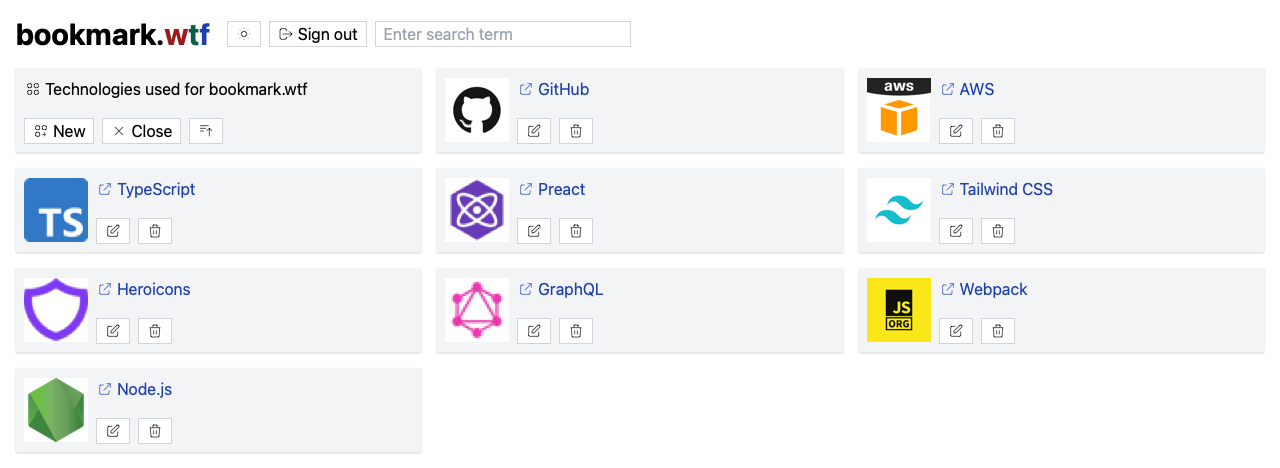 bookmark.wtf
Sign out
Enter search term
Technologies used for bookmark.wtf
New
Close
GitHub
aws
AWS
TS
TypeScript
Preact
Tailwind CSS
Heroicons
GraphQL
JS
ORG
Webpack
Node.js